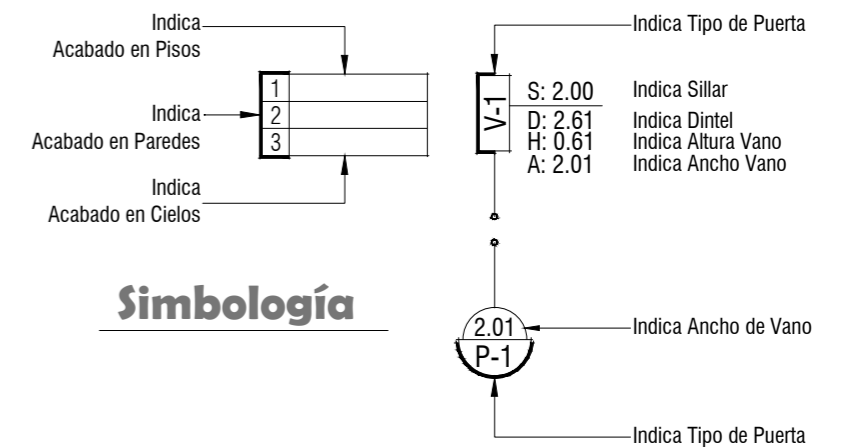 Indica
Acabado en Pisos
Indica
Acabado en Paredes
Indica
Acabado en Cielos
1
2
3
Simbología
Indica Tipo de Puerta
V-1
S: 2.00 Indica Sillar
D: 2.61 Indica Dintel
H: 0.61 Indica Altura Vano
A: 2.01 Indica Ancho Vano
2.01 Indica Ancho de Vano
P-1
Indica Tipo de Puerta